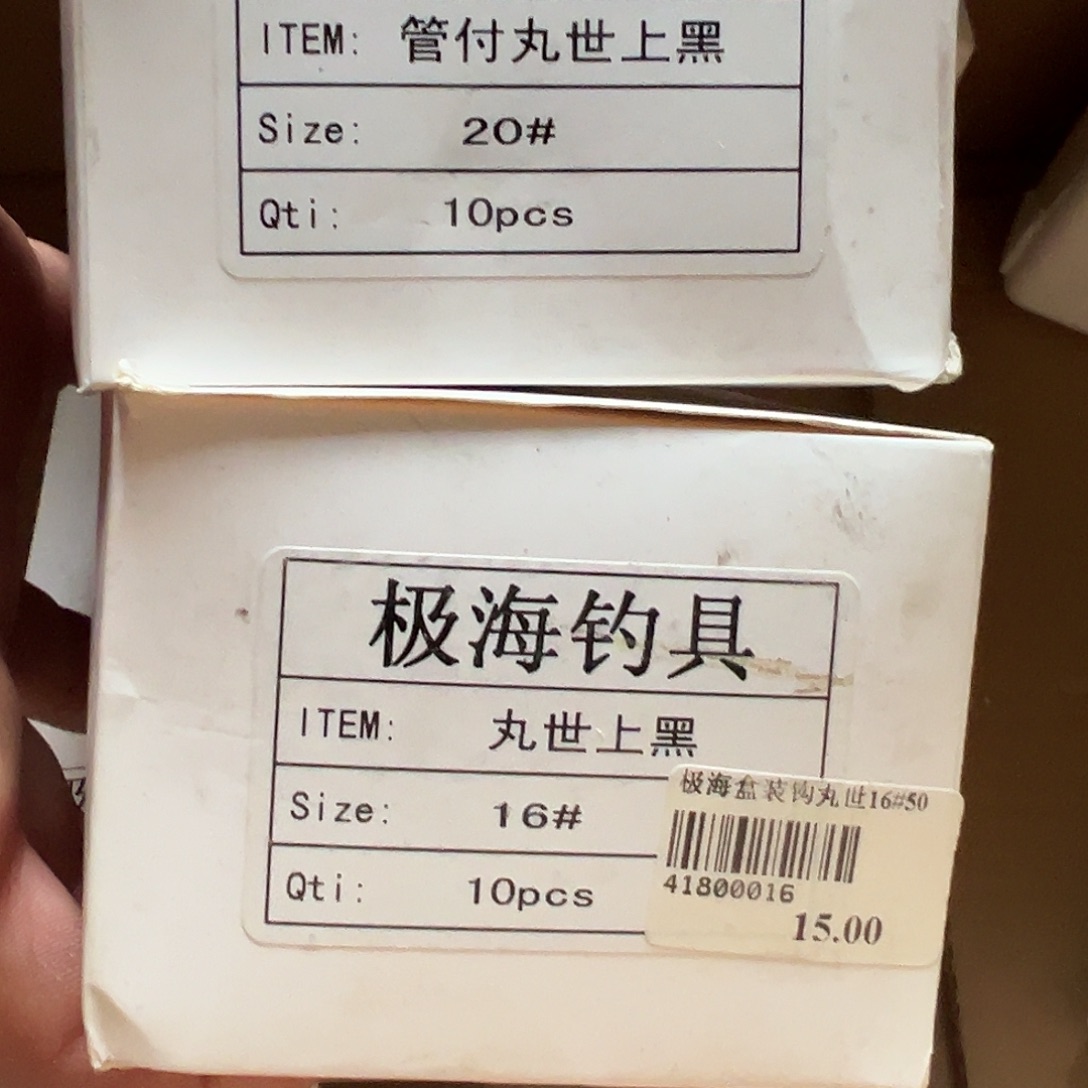 ITEM: 管付丸世上黑
Size: 20#
Qti: 10pcs
极海钓具
ITEM: 丸世上黑
Size: 16#
Qti: 10pcs
极海盒装钩丸世16#50
41800016
15.00